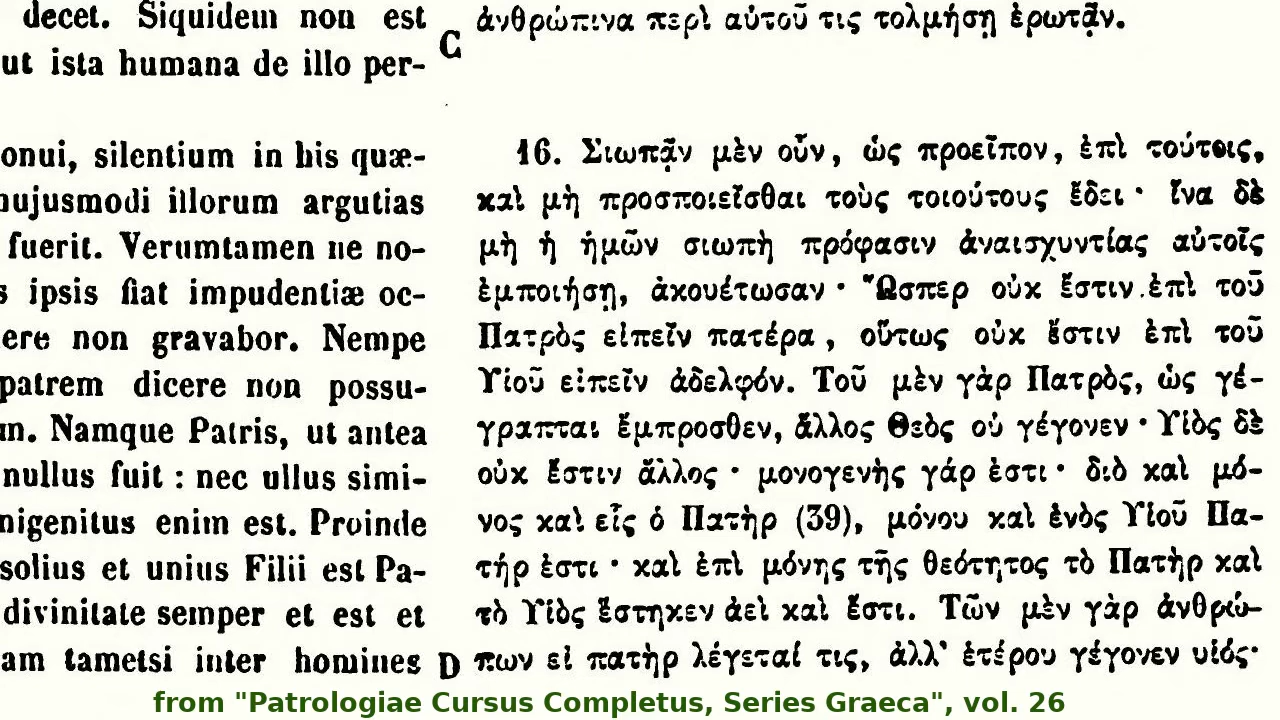 decet. Siquidem non est
ut ista humana de illo per-
onui, silentium in his quæ-
hujusmodi illorum argutias
fuerit. Verumtamen ne no-
s ipsis fiat impudentiæ oc-
ere non gravabor. Nempe
patrem dicere non possu-
m. Namque Patris, ut antea
nullus fuit : nec ullus simi-
nigenitus enim est. Proinde
solius et unius Filii est Pa-
divinitate semper et est et
am tametsi inter homines
C
D
ἀνθρώπινα περὶ αὐτοῦ τις τολμήσῃ ἐρωτᾷν.
16. Σιωπᾷν μὲν οὖν, ὡς προεῖπον, ἐπὶ τούτοις,
καὶ μὴ προσποιεῖσθαι τοὺς τοιούτους ἔδει · ἵνα δὲ
μὴ ἡ ἡμῶν σιωπὴ πρόφασιν ἀναισχυντίας αὐτοῖς
ἐμποιήσῃ, ἀκουέτωσαν · Ὥσπερ οὐκ ἔστιν ἐπὶ τοῦ
Πατρὸς εἰπεῖν πατέρα, οὕτως οὐκ ἔστιν ἐπὶ τοῦ
Υἱοῦ εἰπεῖν ἀδελφόν. Τοῦ μὲν γὰρ Πατρὸς, ὡς γέ-
γραπται ἔμπροσθεν, ἄλλος Θεὸς οὐ γέγονεν · Υἱὸς δὲ
οὐκ ἔστιν ἄλλος · μονογενὴς γάρ ἐστι · διὸ καὶ μό-
νος καὶ εἷς ὁ Πατὴρ (39), μόνου καὶ ἑνὸς Υἱοῦ Πα-
τήρ ἐστι · καὶ ἐπὶ μόνης τῆς θεότητος τὸ Πατὴρ καὶ
τὸ Υἱὸς ἕστηκεν ἀεὶ καὶ ἔστι. Τῶν μὲν γὰρ ἀνθρώ-
πων εἰ πατὴρ λέγεταί τις, ἀλλ' ἑτέρου γέγονεν υἱός·
from "Patrologiae Cursus Completus, Series Graeca", vol. 26